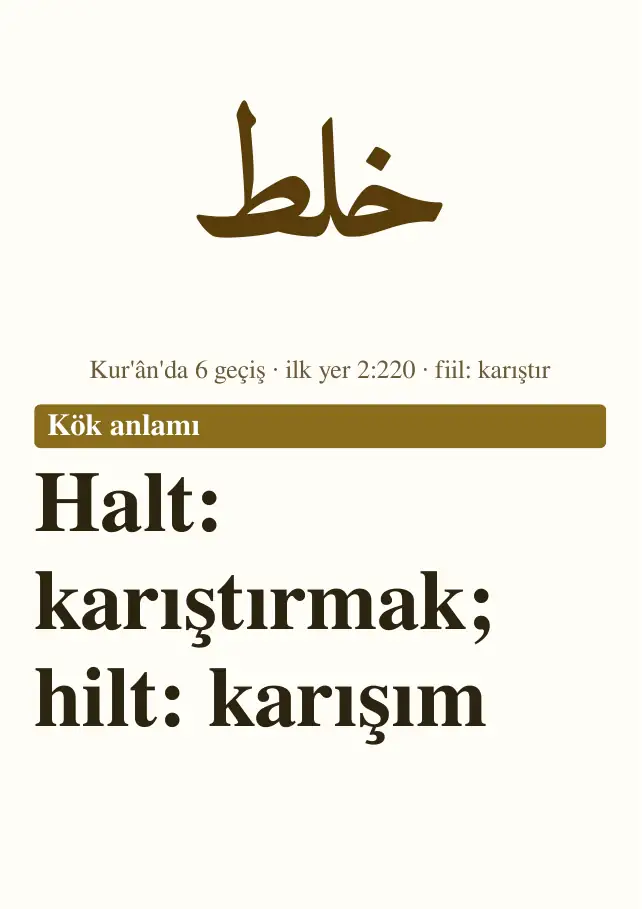 خلط
Kur'ân'da 6 geçiş · ilk yer 2:220 · fiil: karıştır
Kök anlamı
Halt:
karıştırmak;
hilt: karışım